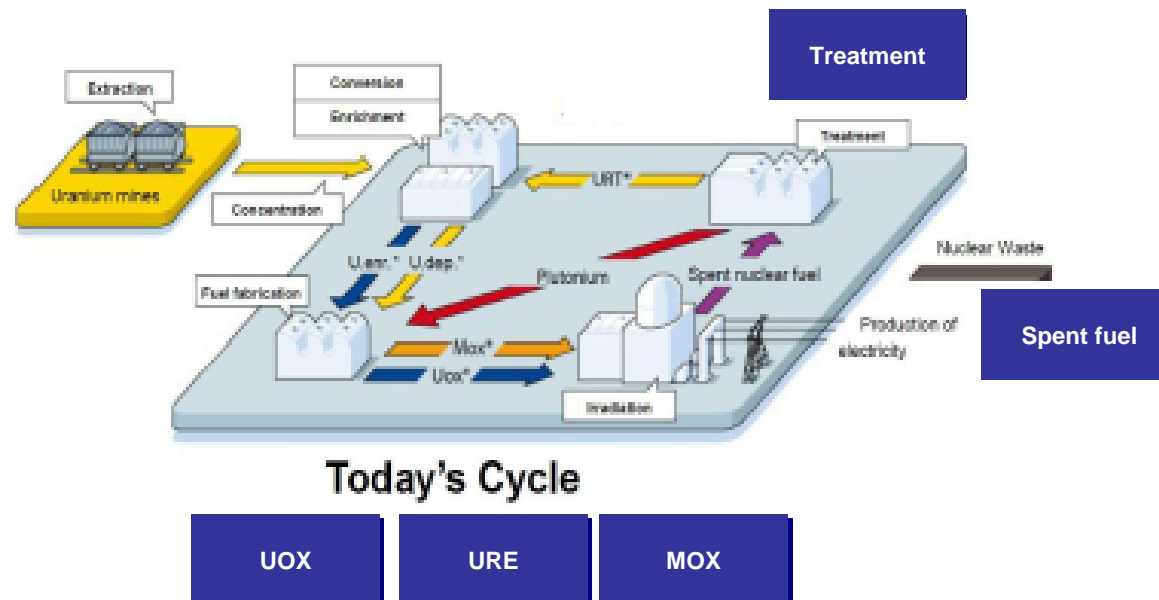 Treatment
Extraction
Conversion
Enrichment
Treatment
Uranium mines
Concentration
URT*
Nuclear Waste
U.enr.* U.dep.*
Plutonium
Spent nuclear fuel
Fuel fabrication
Production of
electricity
Spent fuel
Mox*
Uox*
Irradiation
Today's Cycle
UOX
URE
MOX